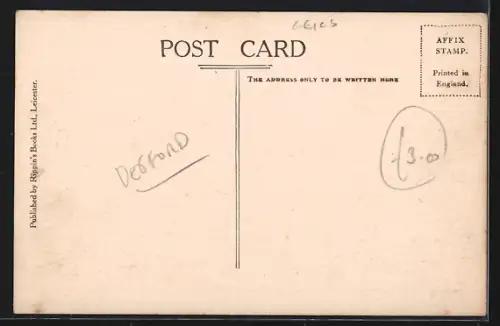 LEICS
POST CARD
AFFIX
STAMP.
Printed in
England.
THE ADDRESS ONLY TO BE WRITTEN HERE
Published by Rippin's Books Ltd., Leicester.
DESFORD
£3.00